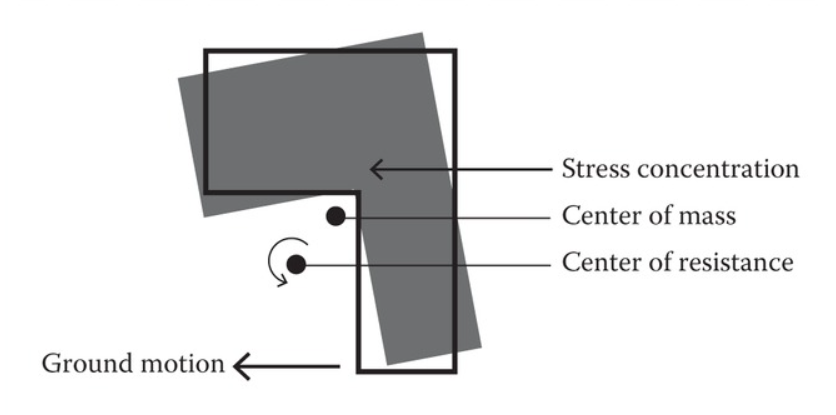 Stress concentration
Center of mass
Center of resistance
Ground motion